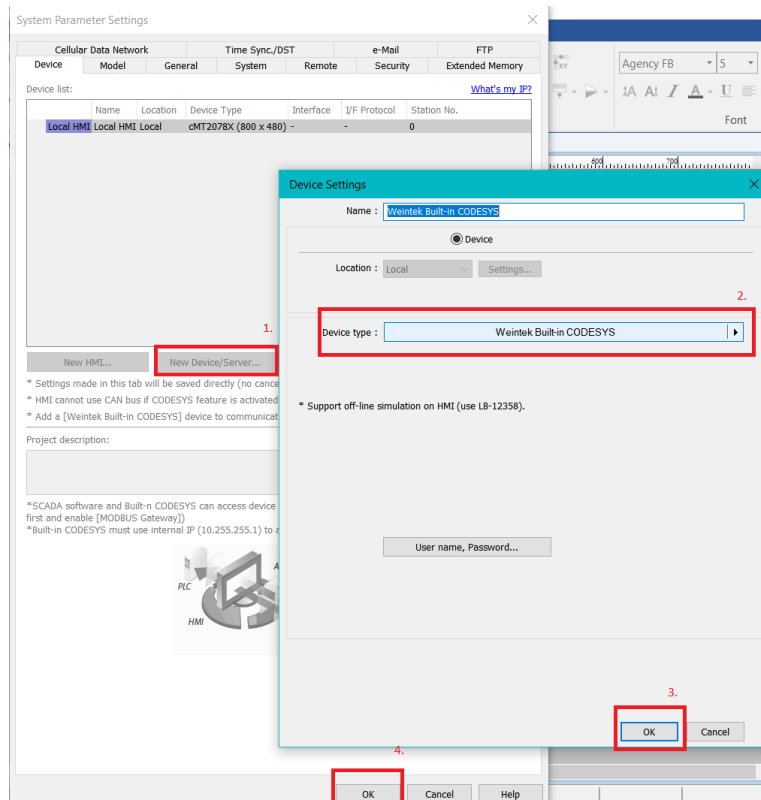 System Parameter Settings
Cellular Data Network Time Sync./DST e-Mail FTP
Device Model General System Remote Security Extended Memory
Device list: What's my IP?
Name Location Device Type Interface I/F Protocol Station No.
Local HMI Local HMI Local cMT2078X (800 x 480) - - 0
Agency FB 5
Font
600 700
Device Settings
Name : Weintek Built-in CODESYS
Device
Location : Local Settings...
2.
Device type : Weintek Built-in CODESYS
1.
New HMI... New Device/Server...
* Settings made in this tab will be saved directly (no cance
* HMI cannot use CAN bus if CODESYS feature is activated
* Add a [Weintek Built-in CODESYS] device to communicat
* Support off-line simulation on HMI (use LB-12358).
Project description:
*SCADA software and Built-n CODESYS can access device
first and enable [MODBUS Gateway])
*Built-in CODESYS must use internal IP (10.255.255.1) to a
User name, Password...
PLC
HMI
3.
OK Cancel
4.
OK Cancel Help